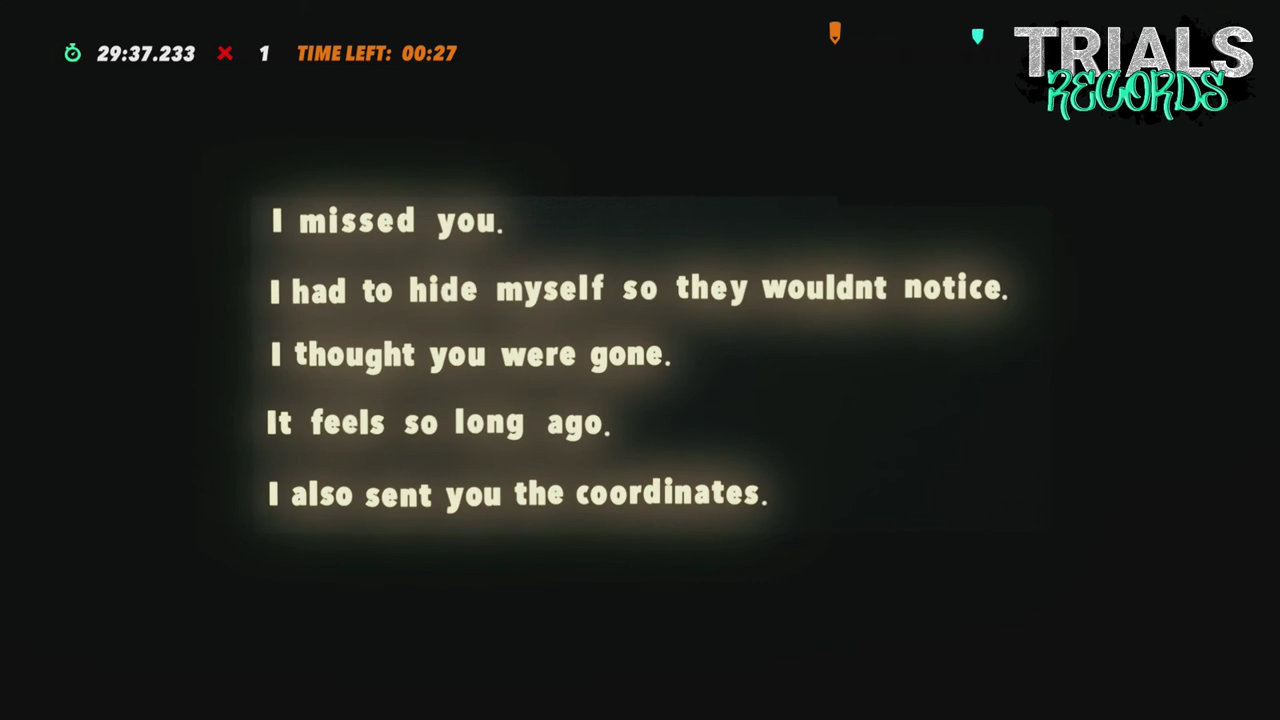 29:37.233 1 TIME LEFT: 00:27
TRIALS
RECORDS
I missed you.
I had to hide myself so they wouldnt notice.
I thought you were gone.
It feels so long ago.
I also sent you the coordinates.